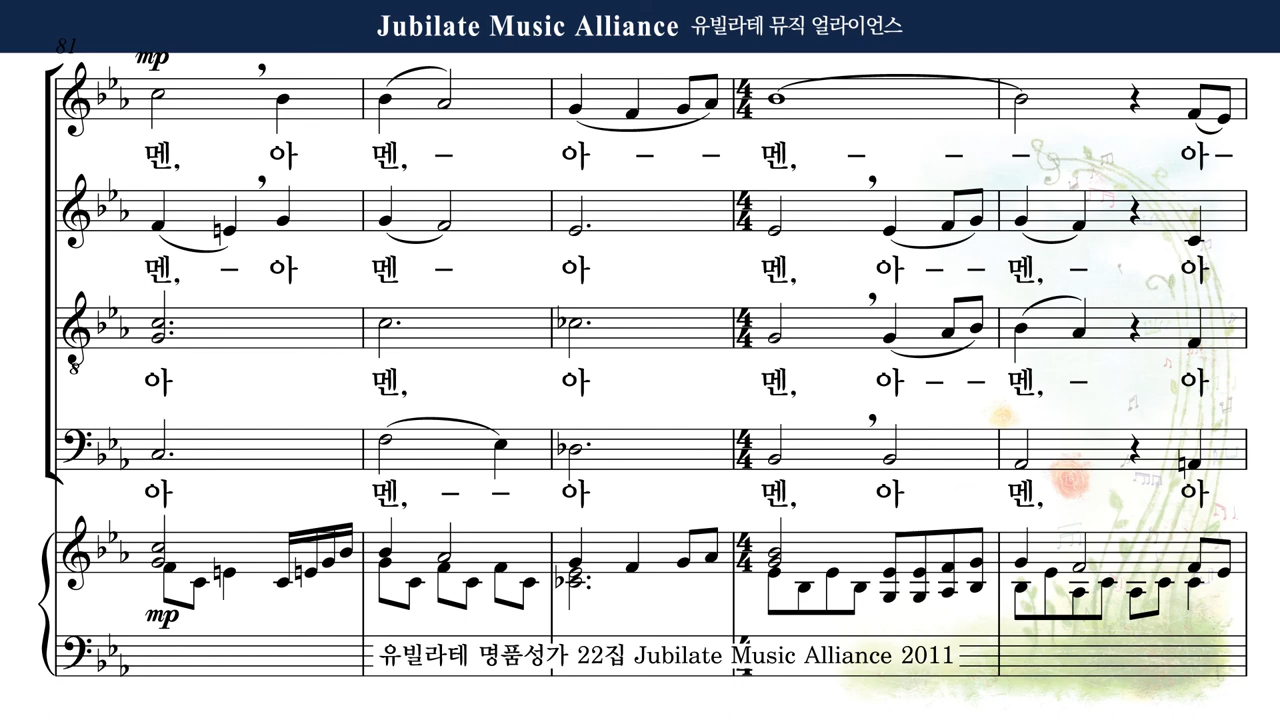 Jubilate Music Alliance 유빌라테 뮤직 얼라이언스
81
mp
멘, 아 멘, – 아 – – 멘, – – – 아 –
멘, – 아 멘 – 아 멘, 아 – – 멘, – 아
아 멘, 아 멘, 아 – – 멘, – 아
아 멘, – – 아 멘, 아 멘, 아
mp
유빌라테 명품성가 22집 Jubilate Music Alliance 2011